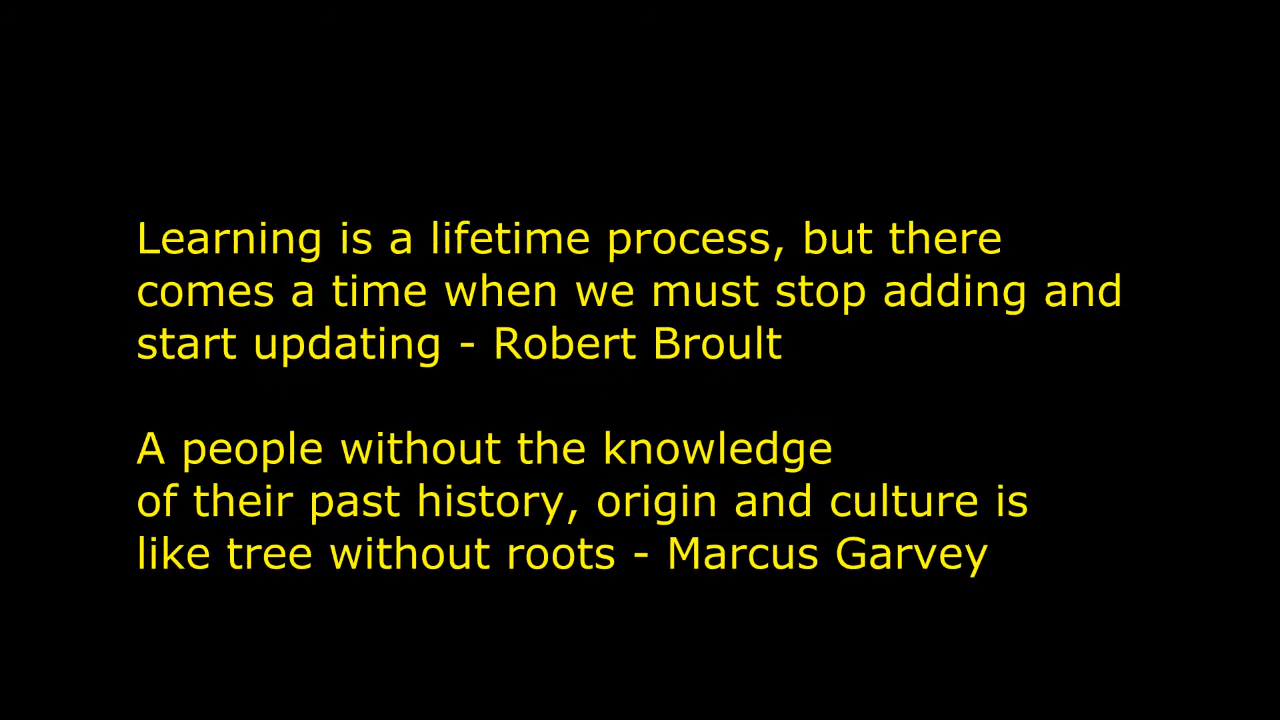 Learning is a lifetime process, but there
comes a time when we must stop adding and
start updating - Robert Broult
A people without the knowledge
of their past history, origin and culture is
like tree without roots - Marcus Garvey